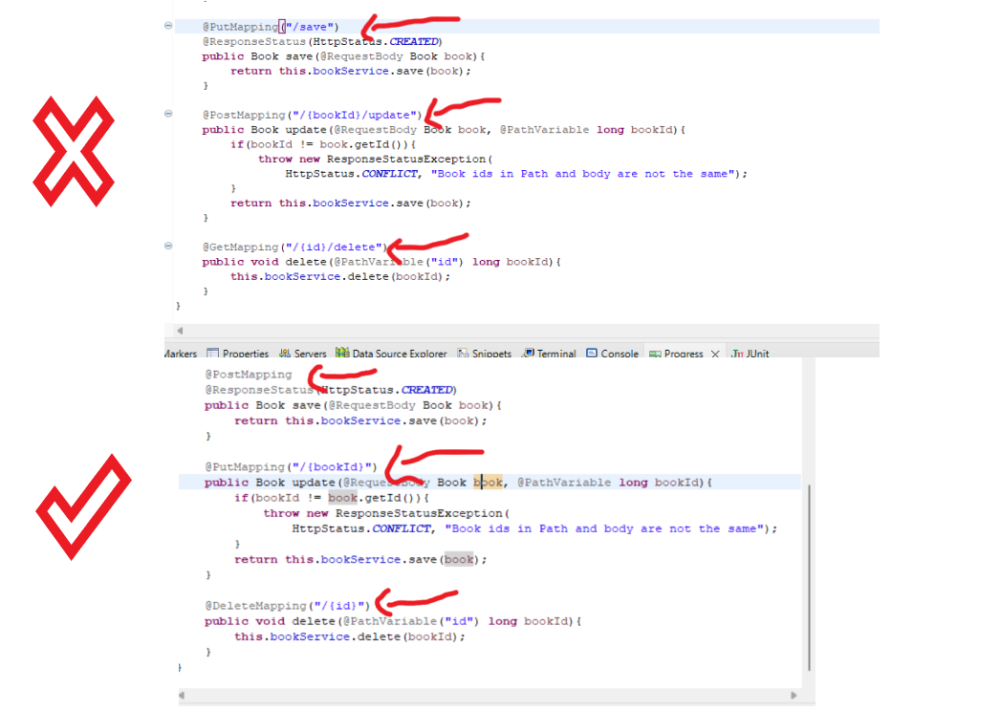 @PutMapping("/save")
@ResponseStatus(HttpStatus.CREATED)
public Book save(@RequestBody Book book){
return this.bookService.save(book);
}
@PostMapping("/{bookId}/update")
public Book update(@RequestBody Book book, @PathVariable long bookId){
if(bookId != book.getId()){
throw new ResponseStatusException(
HttpStatus.CONFLICT, "Book ids in Path and body are not the same");
}
return this.bookService.save(book);
}
@GetMapping("/{id}/delete")
public void delete(@PathVariable("id") long bookId){
this.bookService.delete(bookId);
}
}
Markers Properties Servers Data Source Explorer Snippets Terminal Console Progress JUnit
@PostMapping
@ResponseStatus(HttpStatus.CREATED)
public Book save(@RequestBody Book book){
return this.bookService.save(book);
}
@PutMapping("/{bookId}")
public Book update(@RequestBody Book book, @PathVariable long bookId){
if(bookId != book.getId()){
throw new ResponseStatusException(
HttpStatus.CONFLICT, "Book ids in Path and body are not the same");
}
return this.bookService.save(book);
}
@DeleteMapping("/{id}")
public void delete(@PathVariable("id") long bookId){
this.bookService.delete(bookId);
}
}